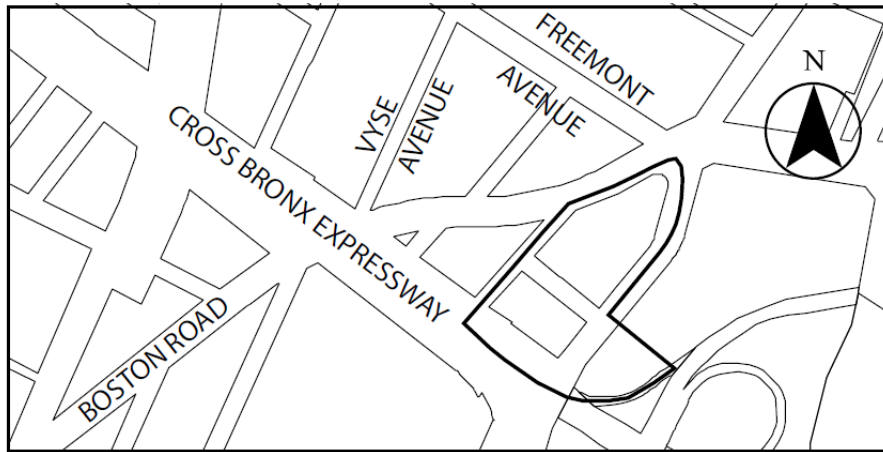 FREEMONT
AVENUE
N
VYSE
AVENUE
CROSS BRONX EXPRESSWAY
BOSTON ROAD